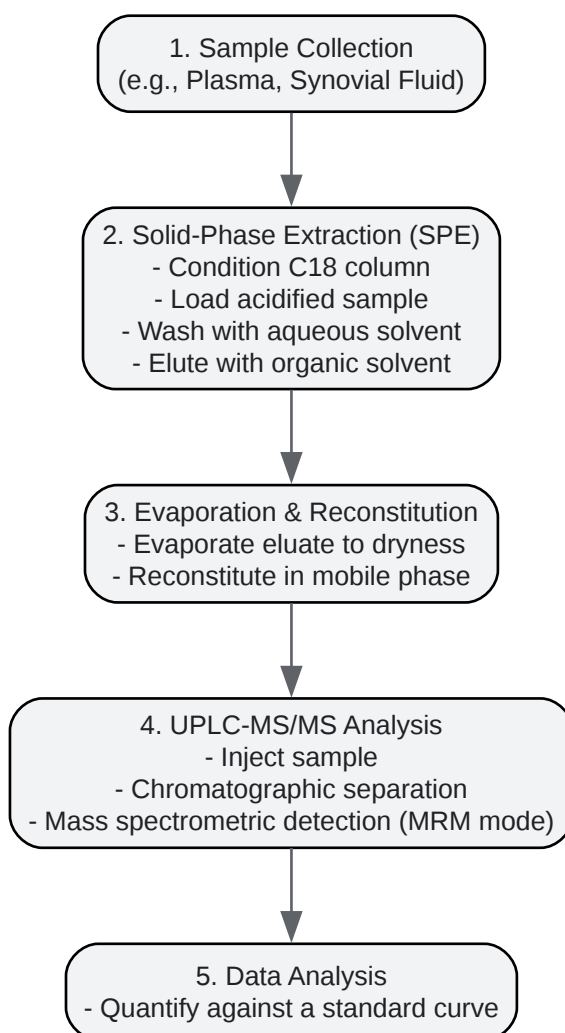 1. Sample Collection
(e.g., Plasma, Synovial Fluid)
2. Solid-Phase Extraction (SPE)
- Condition C18 column
- Load acidified sample
- Wash with aqueous solvent
- Elute with organic solvent
3. Evaporation & Reconstitution
- Evaporate eluate to dryness
- Reconstitute in mobile phase
4. UPLC-MS/MS Analysis
- Inject sample
- Chromatographic separation
- Mass spectrometric detection (MRM mode)
5. Data Analysis
- Quantify against a standard curve